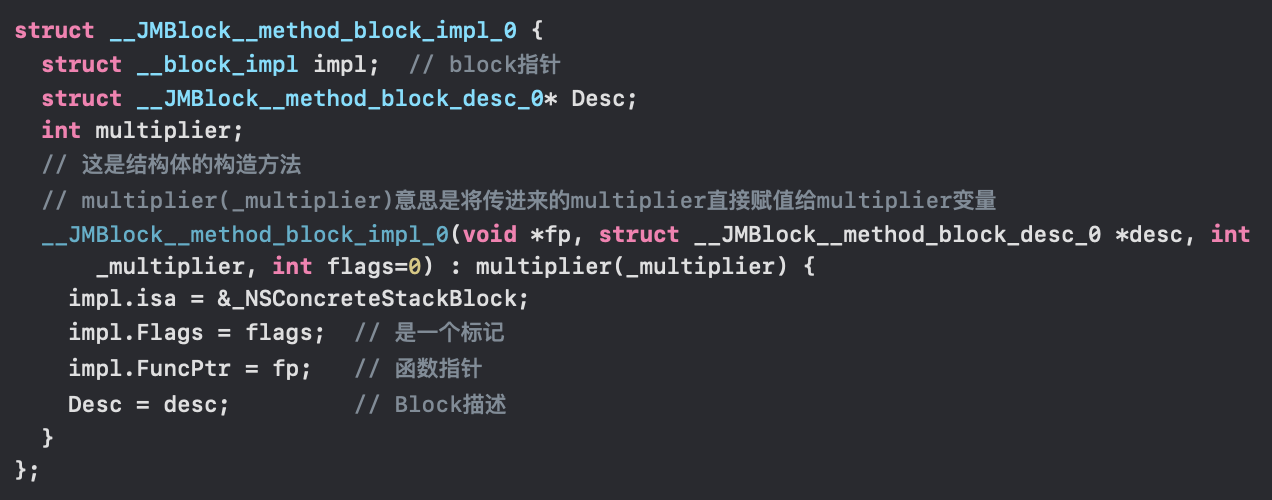 struct __JMBlock__method_block_impl_0 {
  struct __block_impl impl;  // block指针
  struct __JMBlock__method_block_desc_0* Desc;
  int multiplier;
  // 这是结构体的构造方法
  // multiplier(_multiplier)意思是将传进来的multiplier直接赋值给multiplier变量
  __JMBlock__method_block_impl_0(void *fp, struct __JMBlock__method_block_desc_0 *desc, int
      _multiplier, int flags=0) : multiplier(_multiplier) {
    impl.isa = &_NSConcreteStackBlock;
    impl.Flags = flags;  // 是一个标记
    impl.FuncPtr = fp;   // 函数指针
    Desc = desc;         // Block描述
  }
};